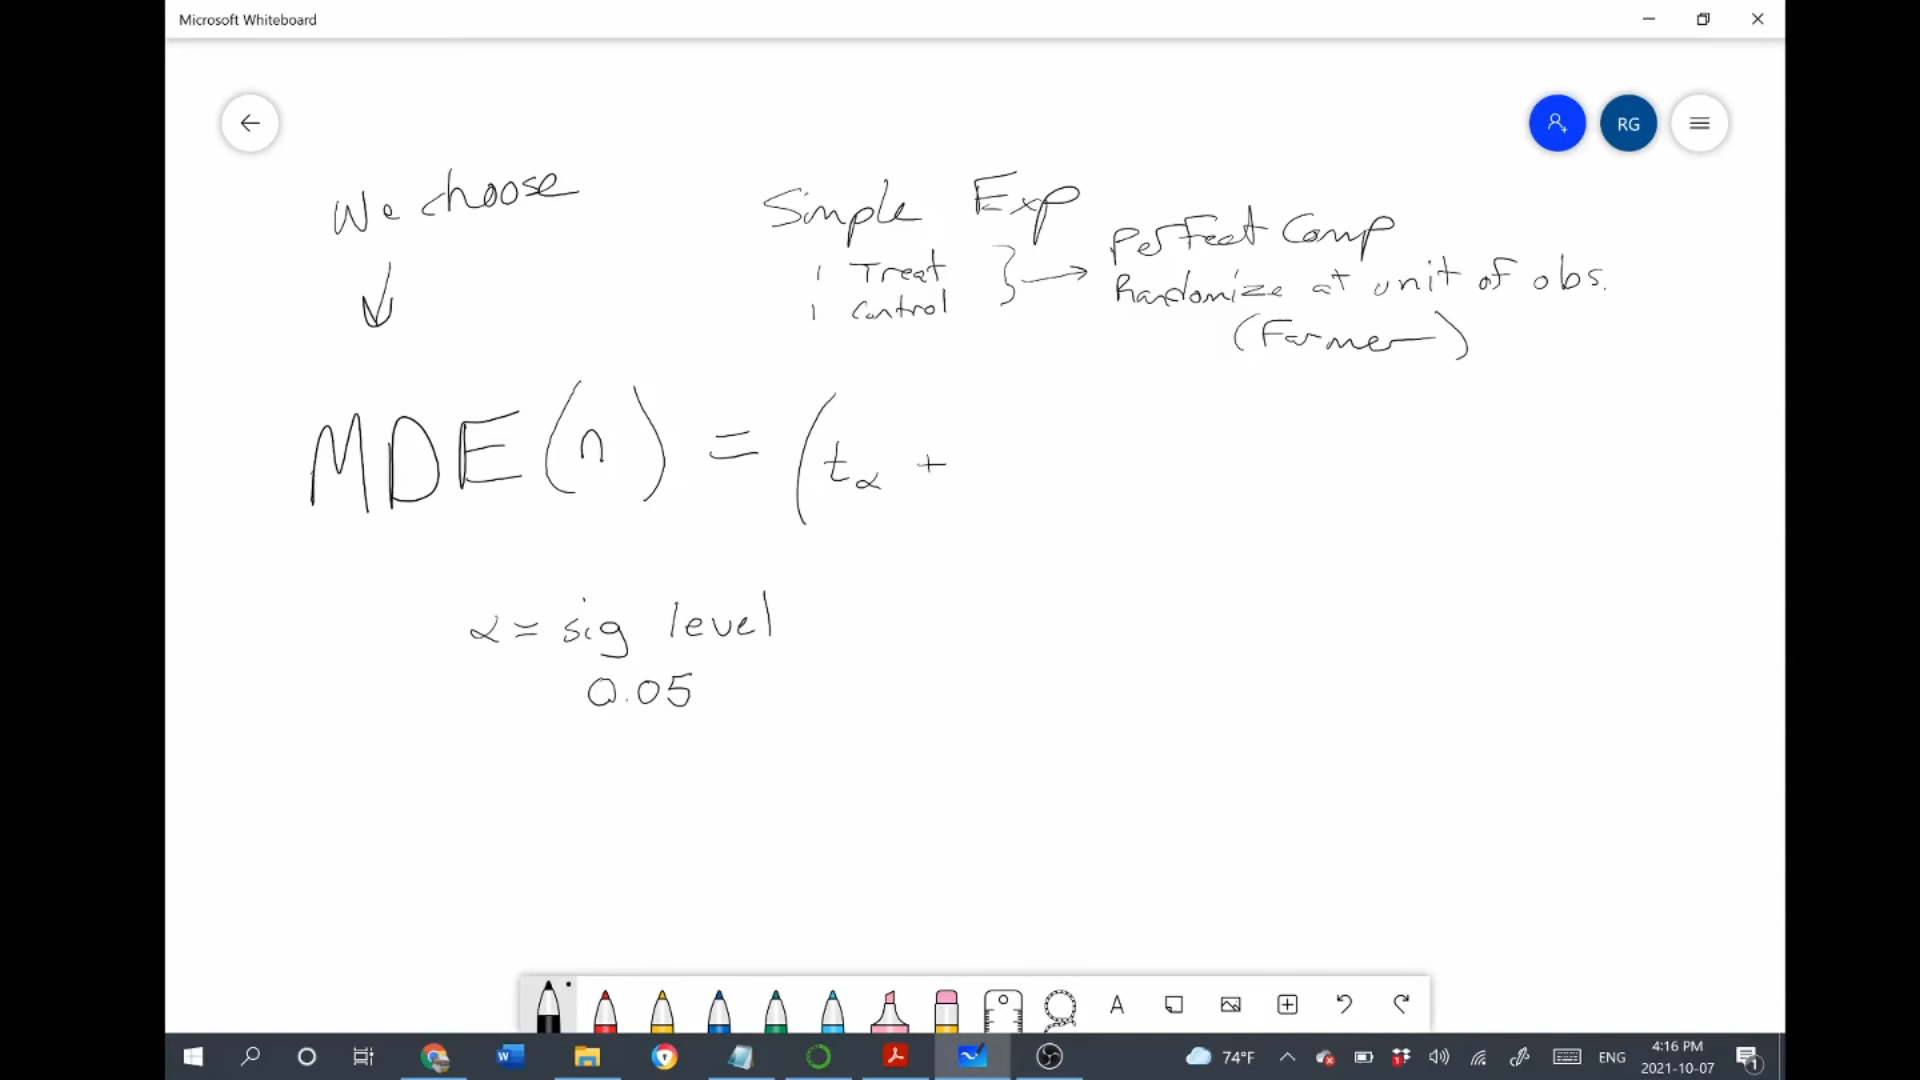 Microsoft Whiteboard
RG
We choose
Simple Exp
1 Treat
1 Control
Perfect Comp
Randomize at unit of obs.
(Farmer)
MDE(n) = (tα +
α = sig level
0.05
A
74°F
ENG
4:16 PM
2021-10-07
1